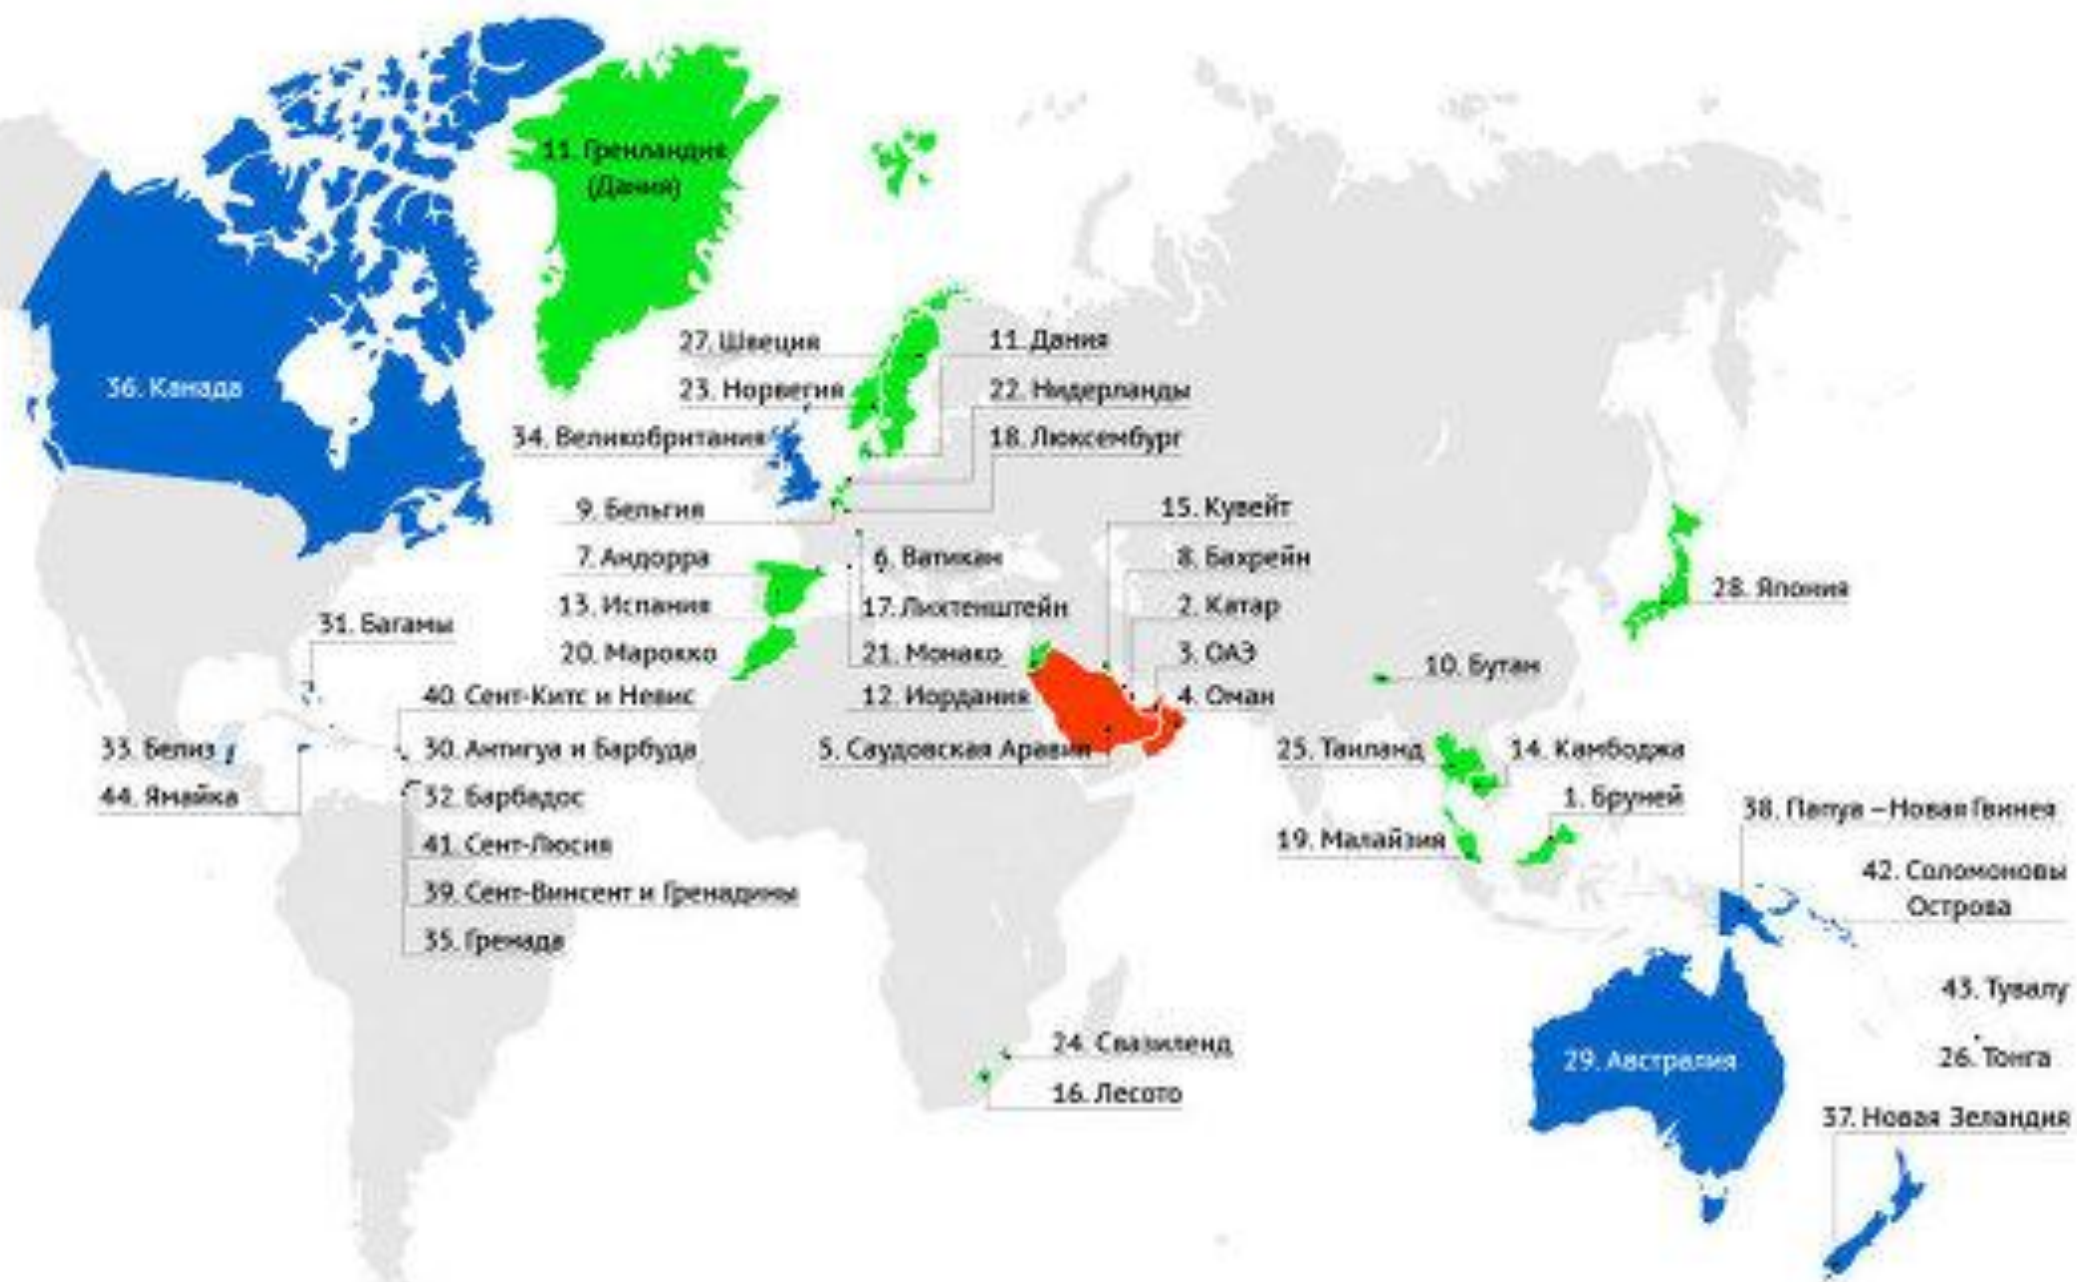 11. Гренландия
(Дания)
36. Канада
27. Швеция
11. Дания
23. Норвегия
22. Нидерланды
34. Великобритания
18. Люксембург
9. Бельгия
15. Кувейт
7. Андорра
6. Ватикан
8. Бахрейн
13. Испания
17. Лихтенштейн
2. Катар
28. Япония
31. Багамы
20. Марокко
21. Монако
3. ОАЭ
10. Бутан
40. Сент-Китс и Невис
12. Иордания
4. Оман
33. Белиз
30. Антигуа и Барбуда
5. Саудовская Аравия
25. Таиланд
14. Камбоджа
44. Ямайка
32. Барбадос
1. Бруней
38. Папуа – Новая Гвинея
41. Сент-Люсия
19. Малайзия
42. Соломоновы
Острова
39. Сент-Винсент и Гренадины
35. Гренада
43. Тувалу
24. Свазиленд
29. Австралия
26. Тонга
16. Лесото
37. Новая Зеландия